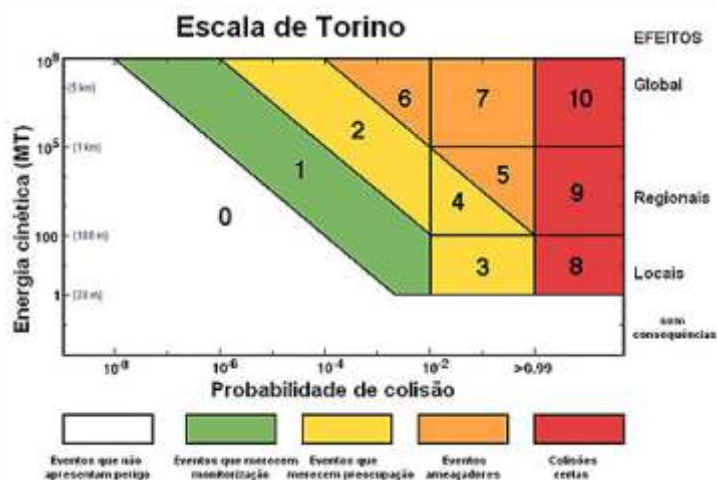 Escala de Torino
EFEITOS
Energia cinética (MT)
10⁸
(5 km)
10⁵
(1 km)
100
(100 m)
1
(20 m)
0
1
2
6
7
10
5
4
9
3
8
Global
Regionais
Locais
sem
consequências
10⁻⁸
10⁻⁶
10⁻⁴
10⁻²
>0.99
Probabilidade de colisão
Eventos que não
apresentam perigo
Eventos que merecem
monitorização
Eventos que
merecem preocupação
Eventos
ameaçadores
Colisões
certas